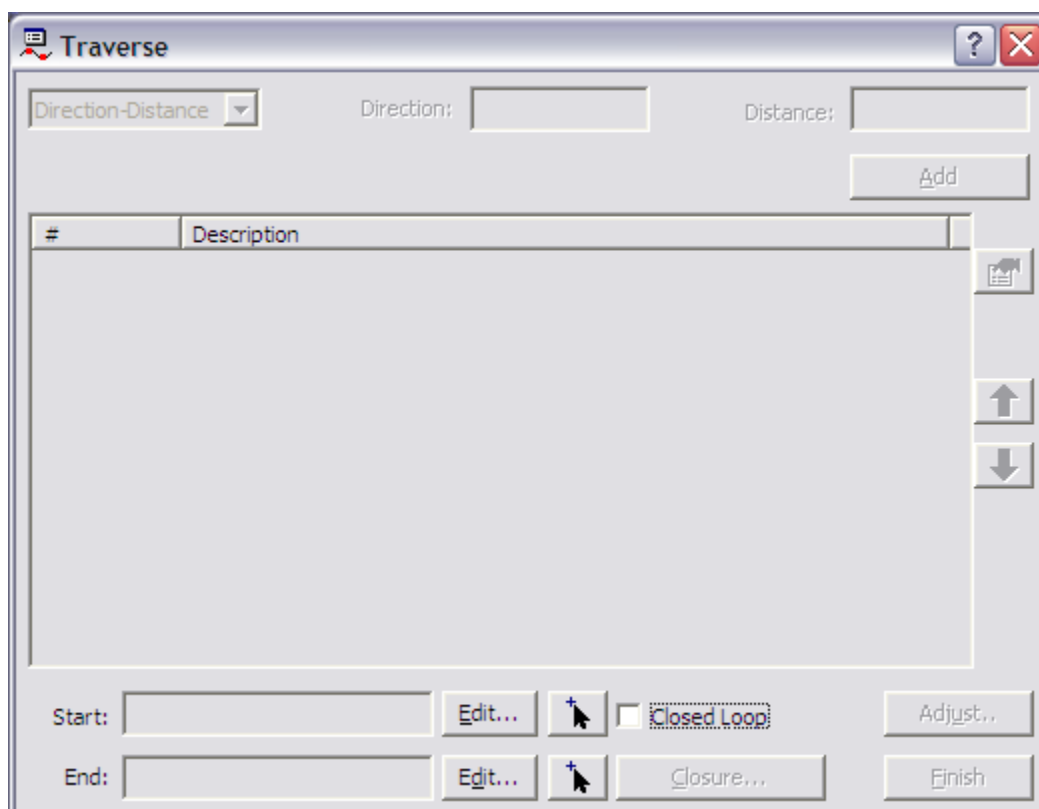 Traverse
Direction-Distance Direction: Distance:
Add
# Description
Start: Edit... Closed Loop Adjust..
End: Edit... Closure... Finish